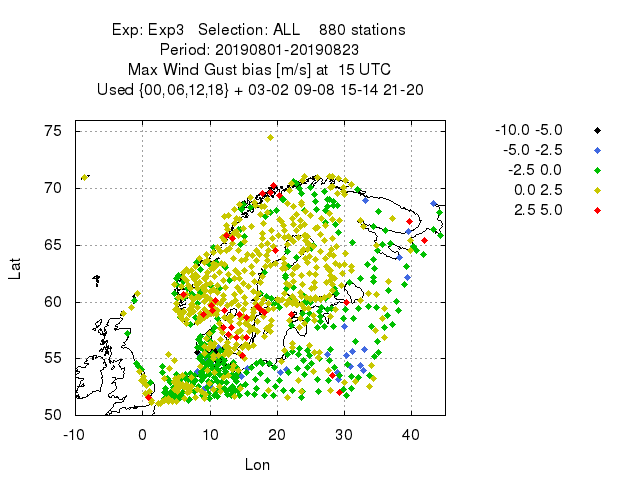 Exp: Exp3   Selection: ALL    880 stations
Period: 20190801-20190823
Max Wind Gust bias [m/s] at  15 UTC
Used {00,06,12,18} + 03-02 09-08 15-14 21-20
-10.0 -5.0
-5.0 -2.5
-2.5 0.0
0.0 2.5
2.5 5.0
75
70
65
60
55
50
Lat
-10 0 10 20 30 40
Lon